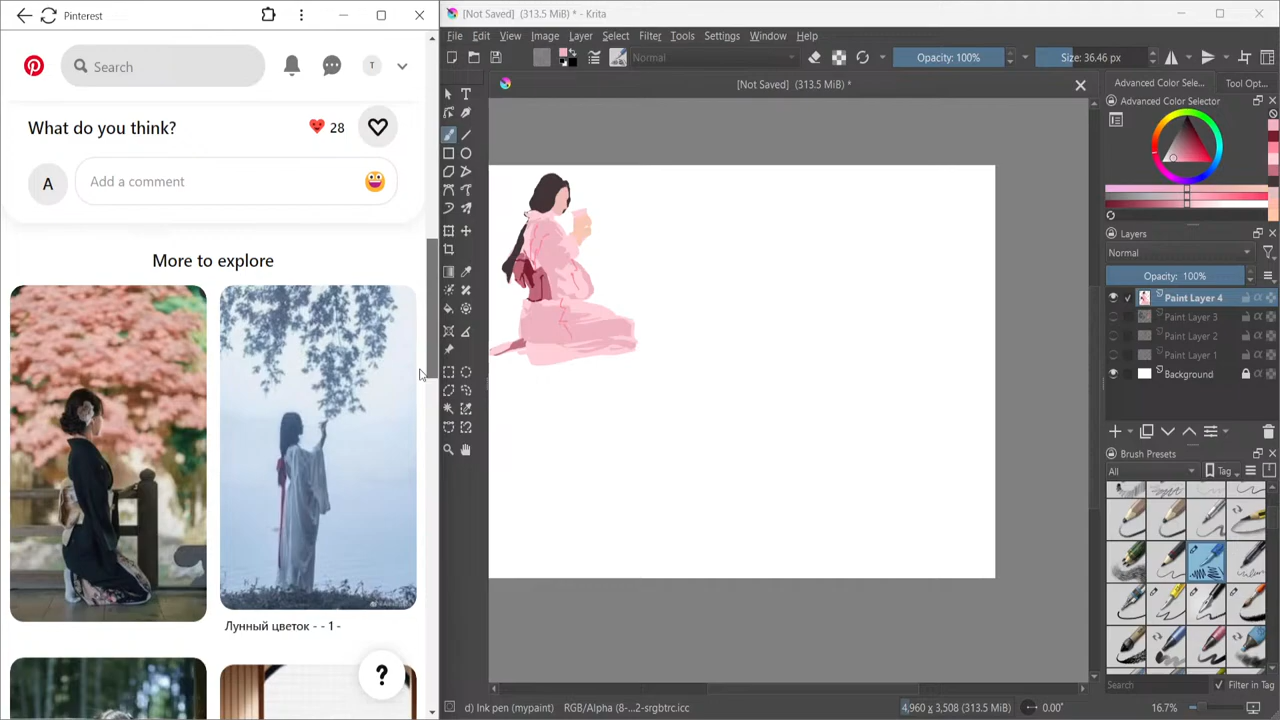 Pinterest
Search
T
What do you think?
28
A
Add a comment
More to explore
Лунный цветок - - 1 -
?
[Not Saved] (313.5 MiB) * - Krita
File Edit View Image Layer Select Filter Tools Settings Window Help
Normal
Opacity: 100%
Size: 36.46 px
[Not Saved] (313.5 MiB) *
Advanced Color Sele...
Tool Opt...
Advanced Color Selector
Layers
Normal
Opacity: 100%
Paint Layer 4
Paint Layer 3
Paint Layer 2
Paint Layer 1
Background
Brush Presets
All
Tag
Search
Filter in Tag
d) Ink pen (mypaint)
RGB/Alpha (8-...2-srgbtrc.icc
4,960 x 3,508 (313.5 MiB)
0.00°
16.7%